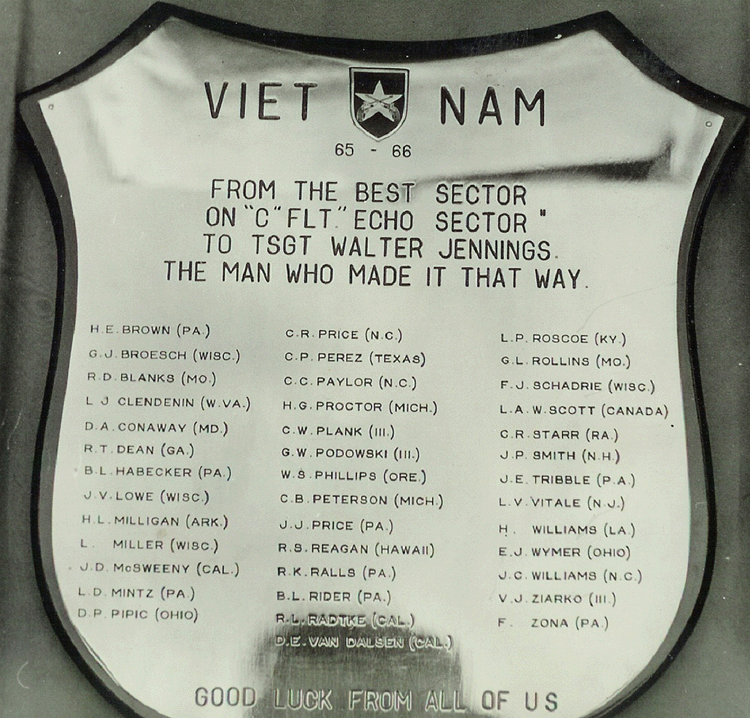 VIET NAM
65 - 66
FROM THE BEST SECTOR
ON "C" FLT." ECHO SECTOR "
TO TSGT WALTER JENNINGS.
THE MAN WHO MADE IT THAT WAY.
H.E. BROWN (PA.)
G.J. BROESCH (WISC.)
R.D. BLANKS (MO.)
L J CLENDENIN (W.VA.)
D.A. CONAWAY (MD.)
R.T. DEAN (GA.)
B.L. HABECKER (PA.)
J.V. LOWE (WISC.)
H.L. MILLIGAN (ARK.)
L. MILLER (WISC.)
J.D. McSWEENY (CAL.)
L.D. MINTZ (PA.)
D.P. PIPIC (OHIO)
C.R. PRICE (N.C.)
C.P. PEREZ (TEXAS)
C.C. PAYLOR (N.C.)
H.G. PROCTOR (MICH.)
C.W. PLANK (III.)
G.W. PODOWSKI (III.)
W.S. PHILLIPS (ORE.)
C.B. PETERSON (MICH.)
J.J. PRICE (PA.)
R.S. REAGAN (HAWAII)
R.K. RALLS (PA.)
B.L. RIDER (PA.)
R.L. RADTKE (CAL.)
D.E. VAN DALSEN (CAL.)
L.P. ROSCOE (KY.)
G.L. ROLLINS (MO.)
F.J. SCHADRIE (WISC.)
L.A.W. SCOTT (CANADA)
C.R. STARR (RA.)
J.P. SMITH (N.H.)
J.E. TRIBBLE (P.A.)
L.V. VITALE (N.J.)
H. WILLIAMS (LA.)
E.J. WYMER (OHIO)
J.C. WILLIAMS (N.C.)
V.J. ZIARKO (III.)
F. ZONA (PA.)
GOOD LUCK FROM ALL OF US